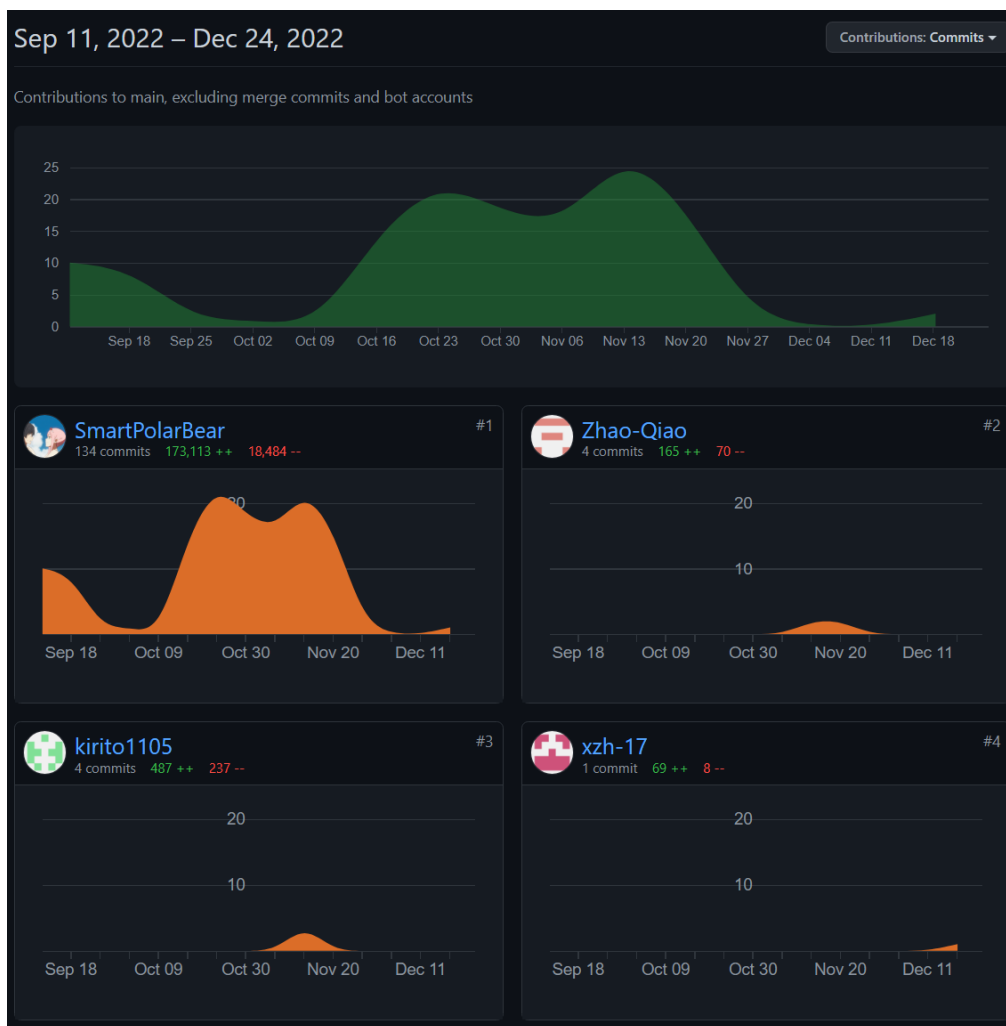 Sep 11, 2022 – Dec 24, 2022
Contributions: Commits
Contributions to main, excluding merge commits and bot accounts
25
20
15
10
5
0
Sep 18 Sep 25 Oct 02 Oct 09 Oct 16 Oct 23 Oct 30 Nov 06 Nov 13 Nov 20 Nov 27 Dec 04 Dec 11 Dec 18
SmartPolarBear #1
134 commits 173,113 ++ 18,484 --
20
Sep 18 Oct 09 Oct 30 Nov 20 Dec 11
Zhao-Qiao #2
4 commits 165 ++ 70 --
20
10
Sep 18 Oct 09 Oct 30 Nov 20 Dec 11
kirito1105 #3
4 commits 487 ++ 237 --
20
10
Sep 18 Oct 09 Oct 30 Nov 20 Dec 11
xzh-17 #4
1 commit 69 ++ 8 --
20
10
Sep 18 Oct 09 Oct 30 Nov 20 Dec 11